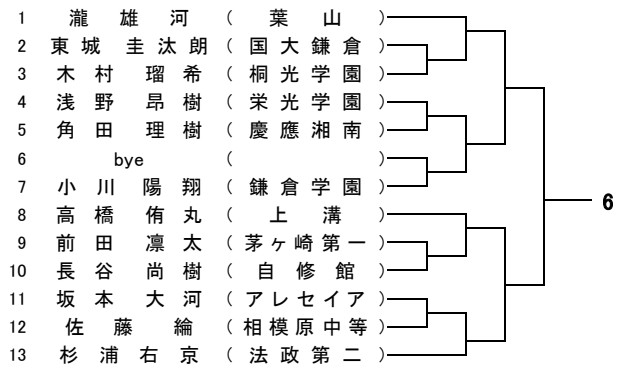 1 瀧 雄 河 ( 葉 山 )
2 東 城 圭 汰 朗 ( 国 大 鎌 倉 )
3 木 村 瑠 希 ( 桐 光 学 園 )
4 浅 野 昂 樹 ( 栄 光 学 園 )
5 角 田 理 樹 ( 慶 應 湘 南 )
6 bye ( )
7 小 川 陽 翔 ( 鎌 倉 学 園 )
8 高 橋 侑 丸 ( 上 溝 )
9 前 田 凛 太 ( 茅 ヶ 崎 第 一 )
10 長 谷 尚 樹 ( 自 修 館 )
11 坂 本 大 河 ( ア レ セ イ ア )
12 佐 藤 綸 ( 相 模 原 中 等 )
13 杉 浦 右 京 ( 法 政 第 二 )
6